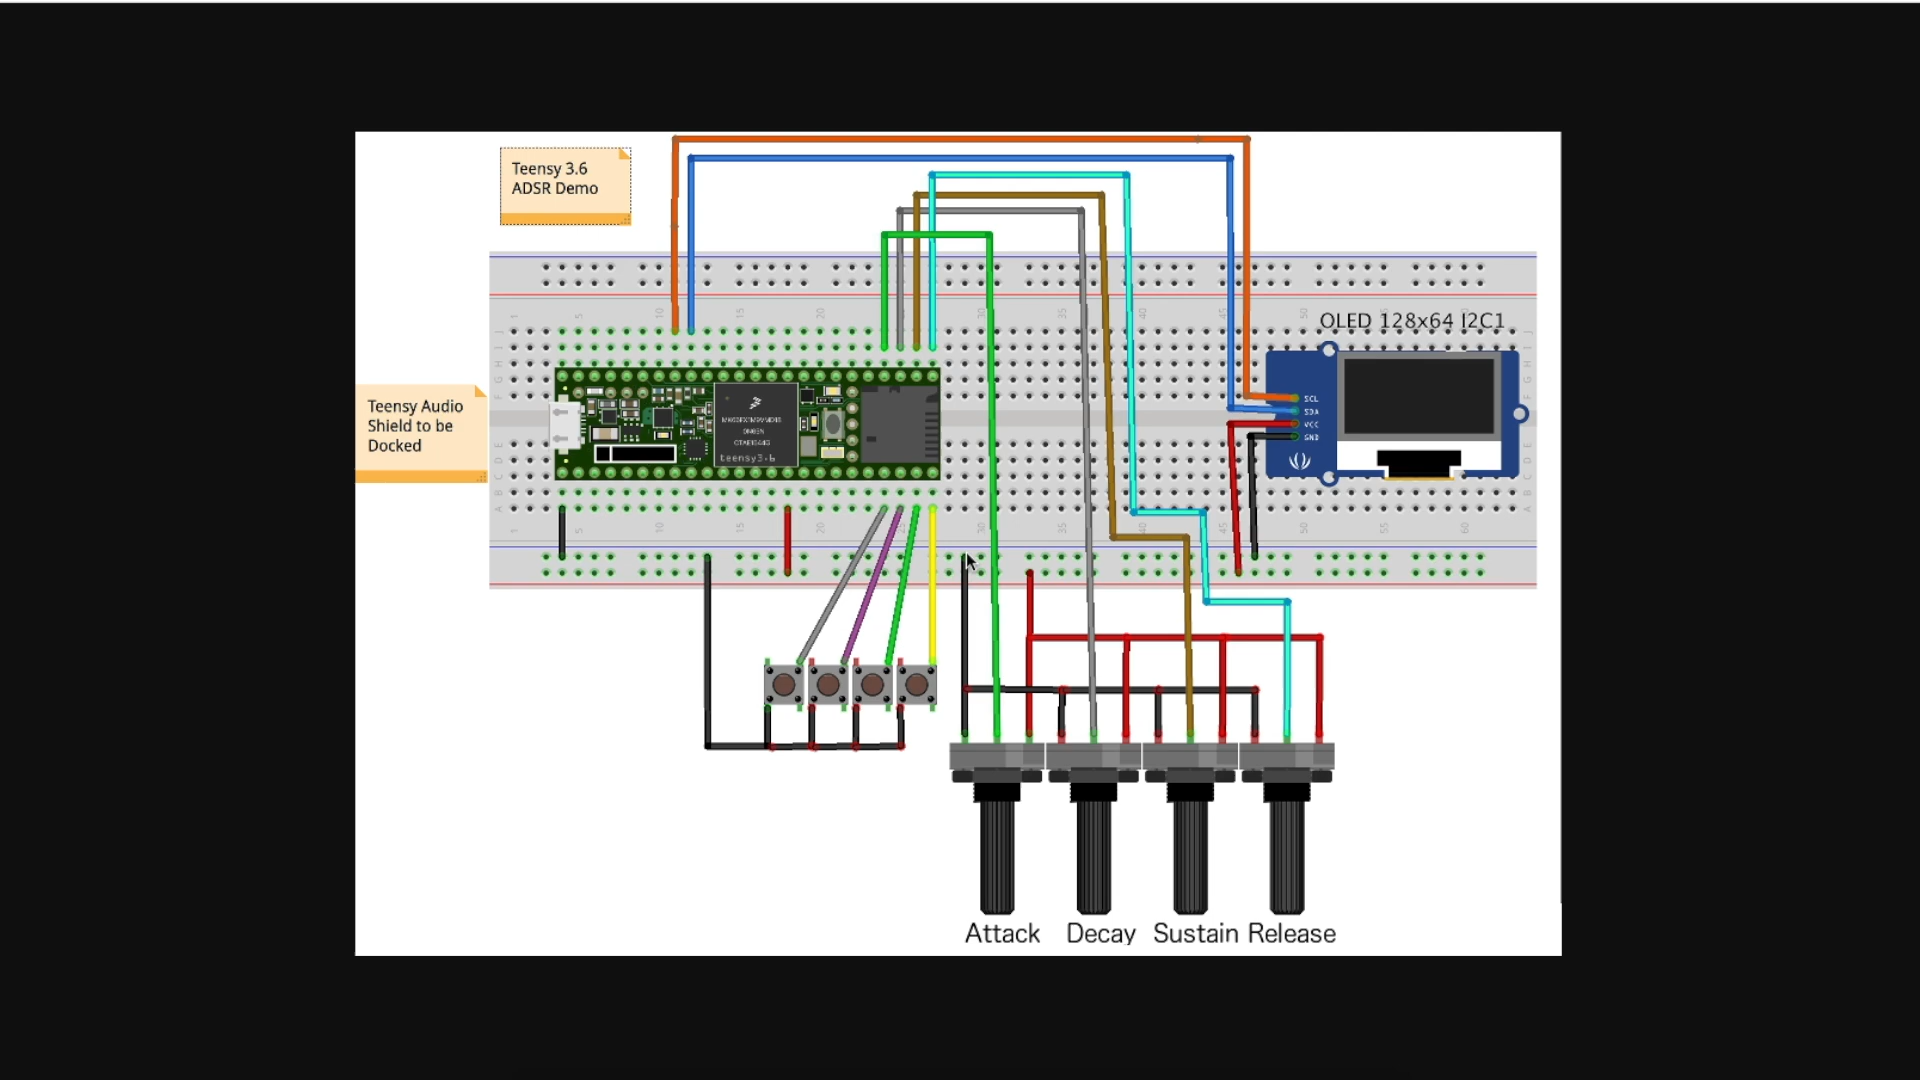 Teensy 3.6
ADSR Demo
OLED 128x64 I2C1
Teensy Audio
Shield to be
Docked
SCL
SDA
VCC
GND
teensy3.6
Attack Decay Sustain Release